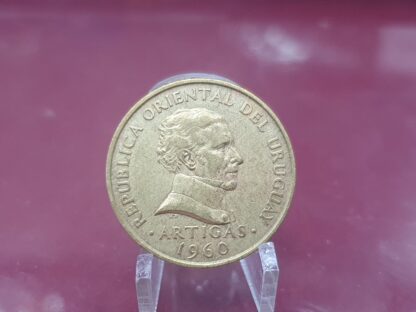 REPUBLICA ORIENTAL DEL URUGUAY
· ARTIGAS ·
1960